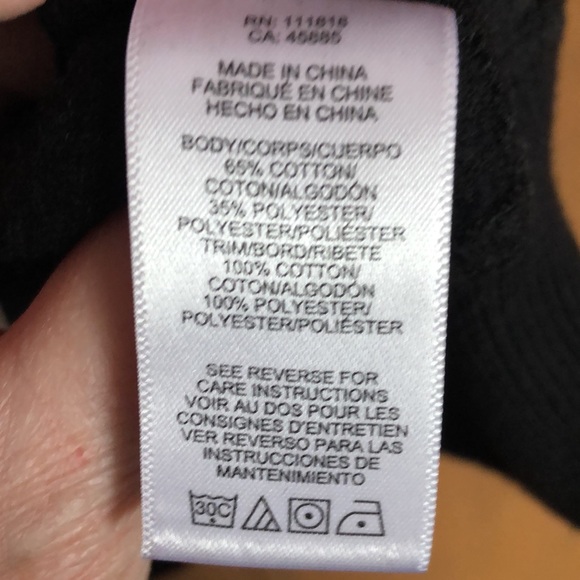 RN: 111818
CA: 45685
MADE IN CHINA
FABRIQUÉ EN CHINE
HECHO EN CHINA
BODY/CORPS/CUERPO
65% COTTON/
COTON/ALGODÓN
35% POLYESTER/
POLYESTER/POLIÉSTER
TRIM/BORD/RIBETE
100% COTTON/
COTON/ALGODÓN
100% POLYESTER/
POLYESTER/POLIÉSTER
SEE REVERSE FOR
CARE INSTRUCTIONS
VOIR AU DOS POUR LES
CONSIGNES D'ENTRETIEN
VER REVERSO PARA LAS
INSTRUCCIONES DE
MANTENIMIENTO
30C